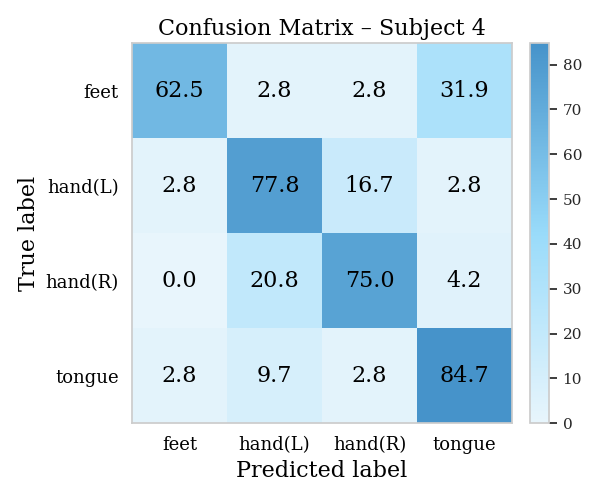 Confusion Matrix – Subject 4
feet 62.5 2.8 2.8 31.9
hand(L) 2.8 77.8 16.7 2.8
hand(R) 0.0 20.8 75.0 4.2
tongue 2.8 9.7 2.8 84.7
feet hand(L) hand(R) tongue
Predicted label
True label
80
70
60
50
40
30
20
10
0